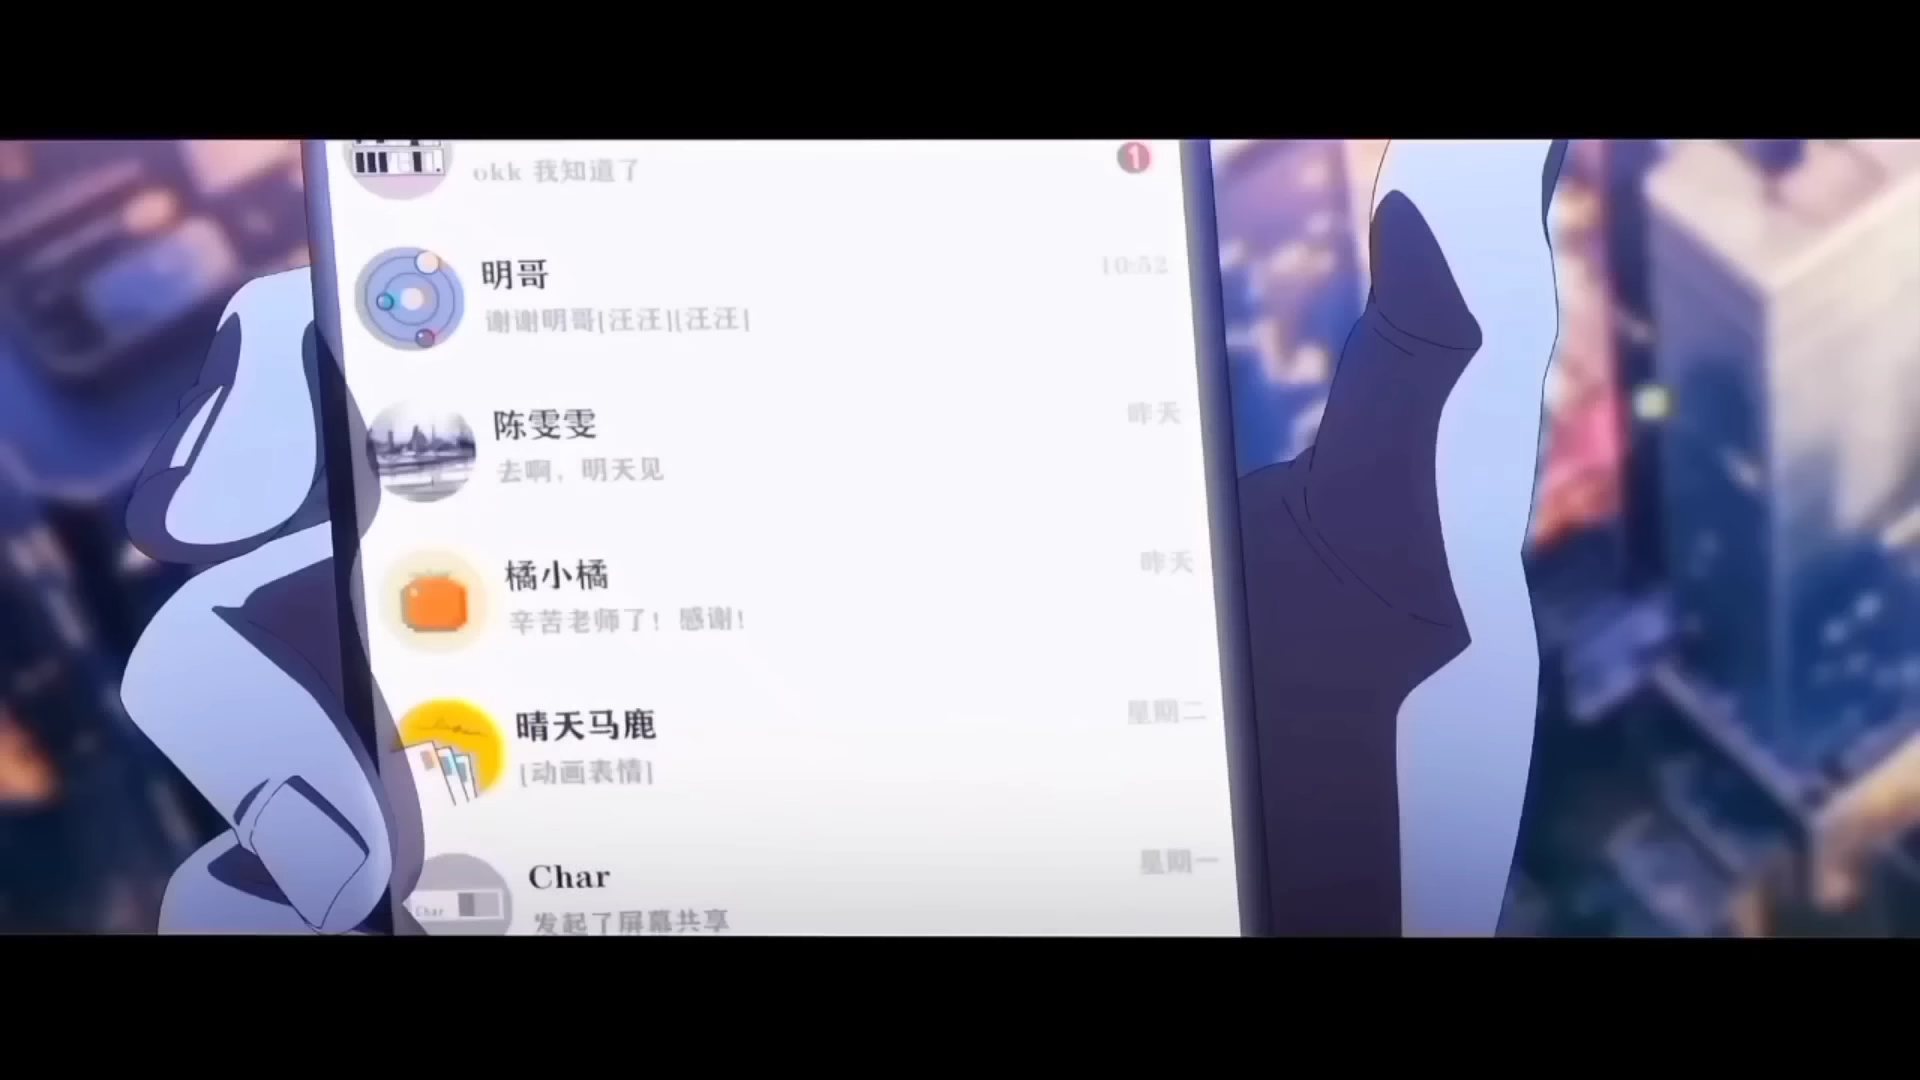 okk 我知道了
1
明哥
10:52
谢谢明哥[汪汪][汪汪]
陈雯雯
昨天
去啊，明天见
橘小橘
昨天
辛苦老师了！感谢！
晴天马鹿
星期二
[动画表情]
Char
星期一
Char
发起了屏幕共享